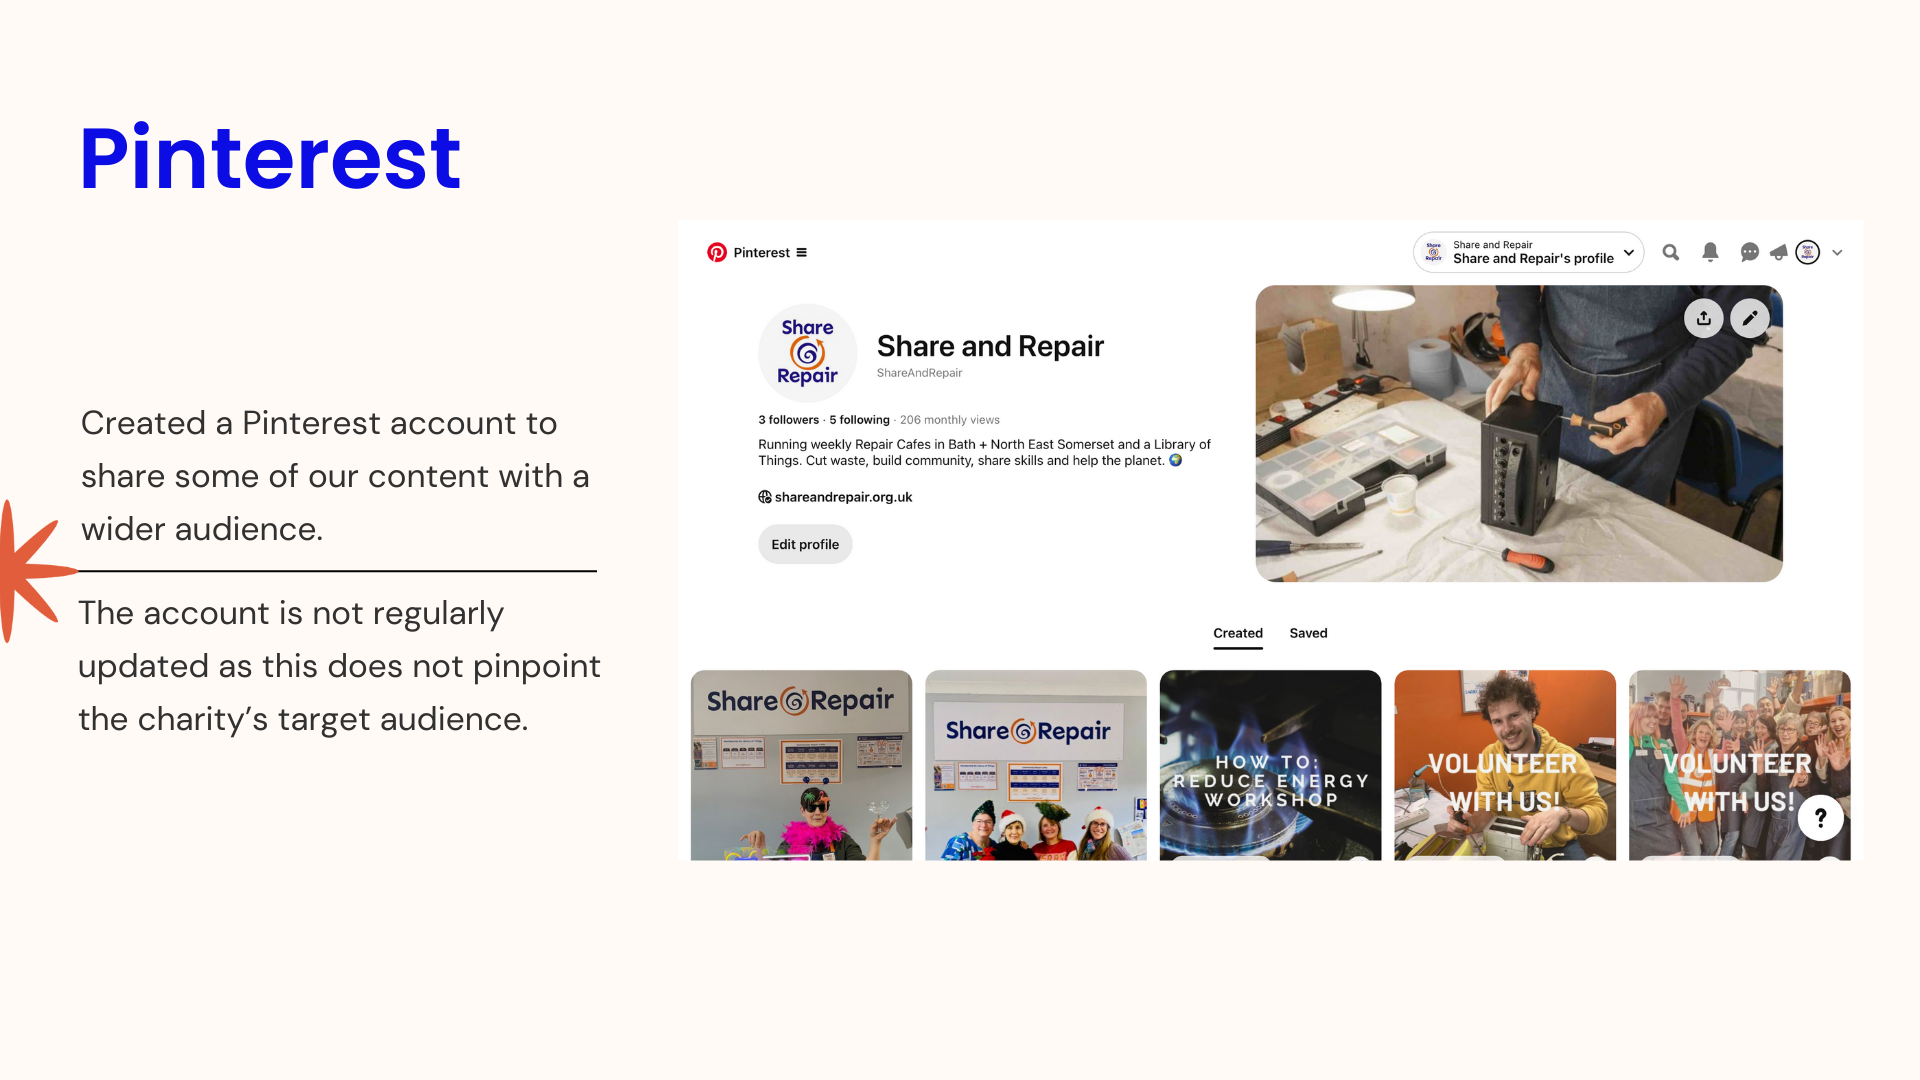 Pinterest
Created a Pinterest account to
share some of our content with a
wider audience.
The account is not regularly
updated as this does not pinpoint
the charity’s target audience.
Pinterest
Share and Repair
Share and Repair's profile
Share
Repair
Share and Repair
ShareAndRepair
3 followers · 5 following · 206 monthly views
Running weekly Repair Cafes in Bath + North East Somerset and a Library of
Things. Cut waste, build community, share skills and help the planet. 🌍
shareandrepair.org.uk
Edit profile
Created Saved
Share Repair
Share Repair
HOW TO:
REDUCE ENERGY
WORKSHOP
VOLUNTEER
WITH US!
VOLUNTEER
WITH US!
?